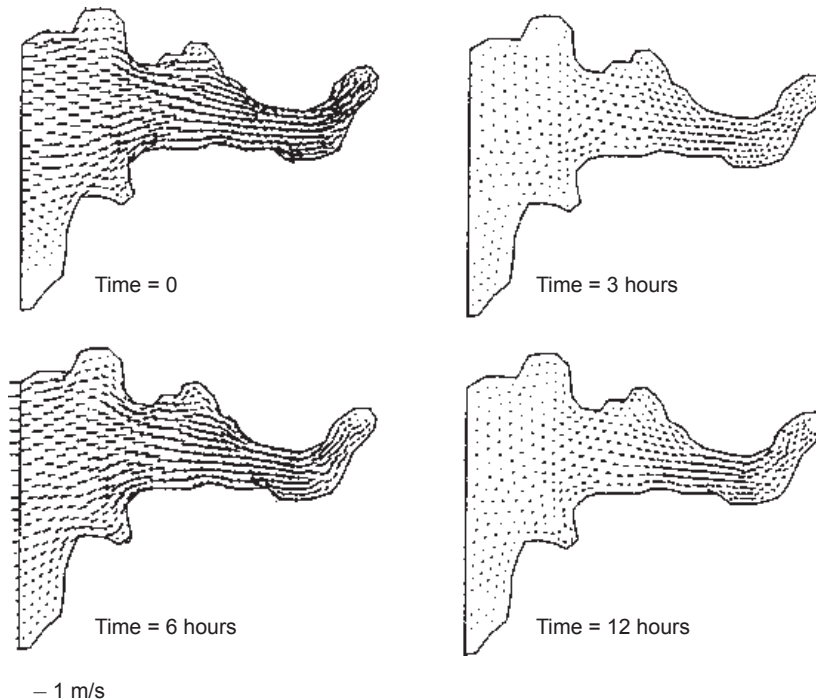 Time = 0
Time = 3 hours
Time = 6 hours
Time = 12 hours
– 1 m/s